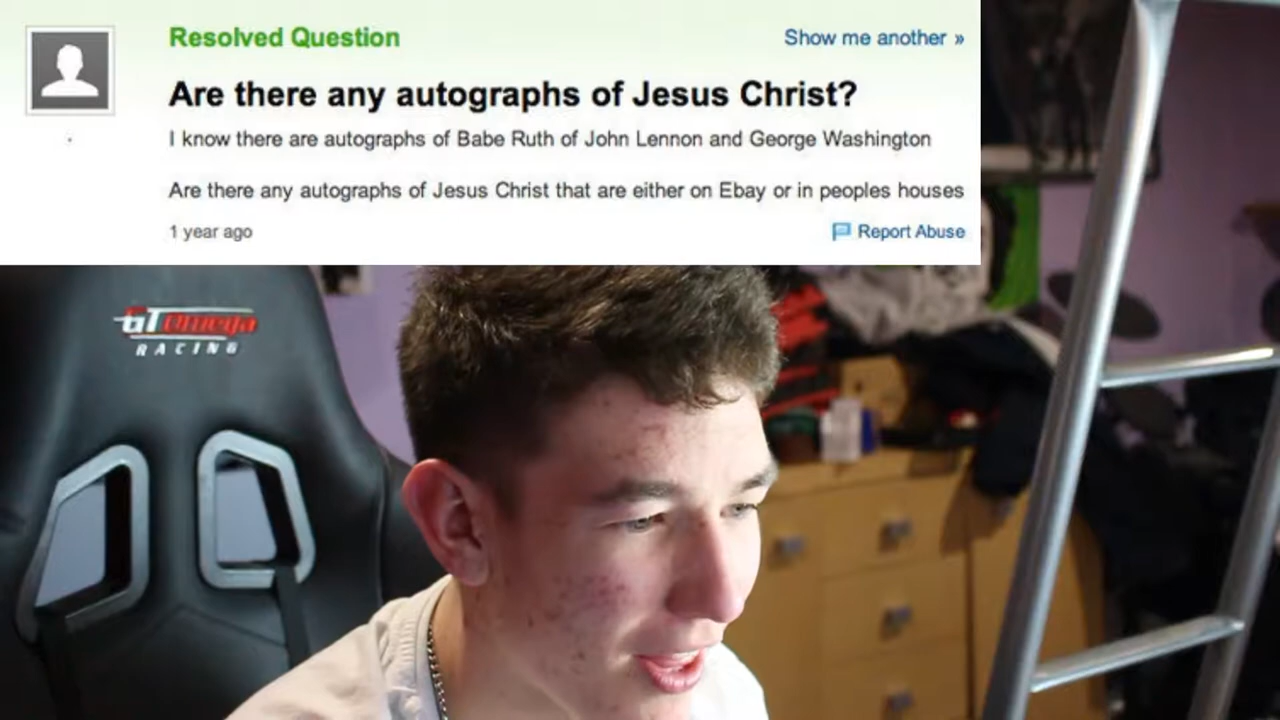 Resolved Question
Show me another »
Are there any autographs of Jesus Christ?
I know there are autographs of Babe Ruth of John Lennon and George Washington
Are there any autographs of Jesus Christ that are either on Ebay or in peoples houses
1 year ago
Report Abuse
GT Omega
RACING